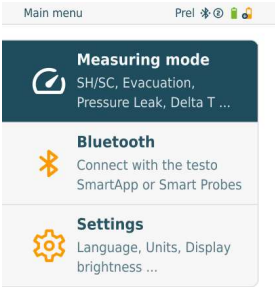 Main menu Prel ②
Measuring mode
SH/SC, Evacuation,
Pressure Leak, Delta T ...
Bluetooth
Connect with the testo
SmartApp or Smart Probes
Settings
Language, Units, Display
brightness ...